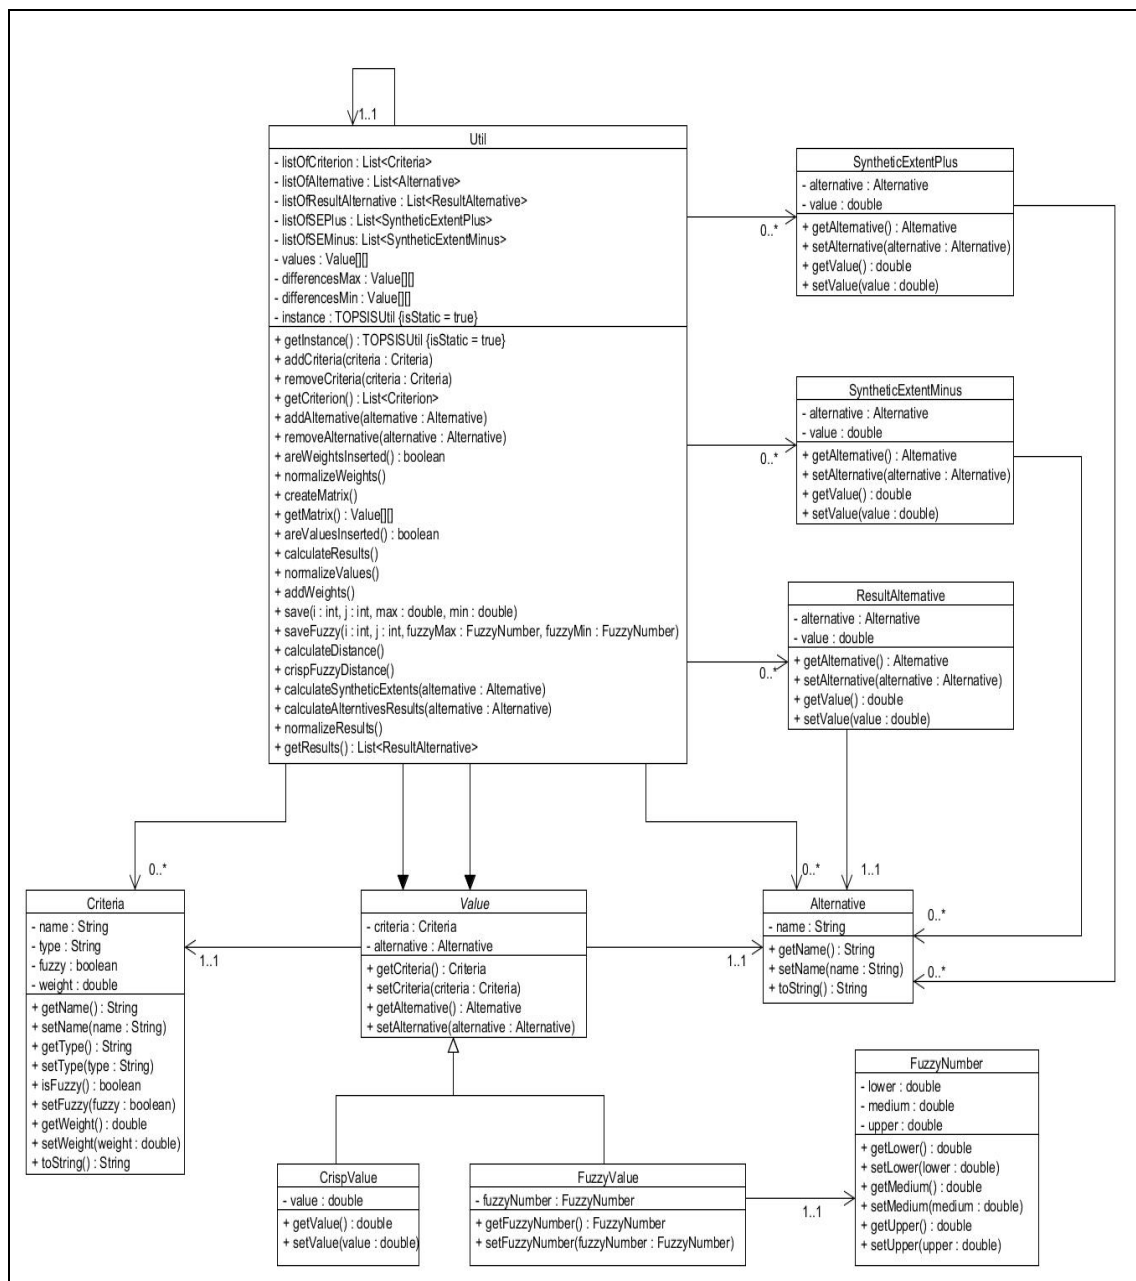 1..1
Util
- listOfCriterion : List<Criteria>
- listOfAlternative : List<Alternative>
- listOfResultAlternative : List<ResultAlternative>
- listOfSEPlus : List<SyntheticExtentPlus>
- listOfSEMinus: List<SyntheticExtentMinus>
- values : Value[][]
- differencesMax : Value[][]
- differencesMin : Value[][]
- instance : TOPSISUtil {isStatic = true}
+ getInstance() : TOPSISUtil {isStatic = true}
+ addCriteria(criteria : Criteria)
+ removeCriteria(criteria : Criteria)
+ getCriterion() : List<Criterion>
+ addAlternative(alternative : Alternative)
+ removeAlternative(alternative : Alternative)
+ areWeightsInserted() : boolean
+ normalizeWeights()
+ createMatrix()
+ getMatrix() : Value[][]
+ areValuesInserted() : boolean
+ calculateResults()
+ normalizeValues()
+ addWeights()
+ save(i : int, j : int, max : double, min : double)
+ saveFuzzy(i : int, j : int, fuzzyMax : FuzzyNumber, fuzzyMin : FuzzyNumber)
+ calculateDistance()
+ crispFuzzyDistance()
+ calculateSyntheticExtents(alternative : Alternative)
+ calculateAlterntivesResults(alternative : Alternative)
+ normalizeResults()
+ getResults() : List<ResultAlternative>
SyntheticExtentPlus
- alternative : Alternative
- value : double
+ getAlternative() : Alternative
+ setAlternative(alternative : Alternative)
+ getValue() : double
+ setValue(value : double)
0..*
SyntheticExtentMinus
- alternative : Alternative
- value : double
+ getAlternative() : Alternative
+ setAlternative(alternative : Alternative)
+ getValue() : double
+ setValue(value : double)
0..*
ResultAlternative
- alternative : Alternative
- value : double
+ getAlternative() : Alternative
+ setAlternative(alternative : Alternative)
+ getValue() : double
+ setValue(value : double)
0..*
0..*
Criteria
- name : String
- type : String
- fuzzy : boolean
- weight : double
+ getName() : String
+ setName(name : String)
+ getType() : String
+ setType(type : String)
+ isFuzzy() : boolean
+ setFuzzy(fuzzy : boolean)
+ getWeight() : double
+ setWeight(weight : double)
+ toString() : String
1..1
Value
- criteria : Criteria
- alternative : Alternative
+ getCriteria() : Criteria
+ setCriteria(criteria : Criteria)
+ getAlternative() : Alternative
+ setAlternative(alternative : Alternative)
1..1
0..*
1..1
Alternative
- name : String
+ getName() : String
+ setName(name : String)
+ toString() : String
0..*
0..*
CrispValue
- value : double
+ getValue() : double
+ setValue(value : double)
FuzzyValue
- fuzzyNumber : FuzzyNumber
+ getFuzzyNumber() : FuzzyNumber
+ setFuzzyNumber(fuzzyNumber : FuzzyNumber)
1..1
FuzzyNumber
- lower : double
- medium : double
- upper : double
+ getLower() : double
+ setLower(lower : double)
+ getMedium() : double
+ setMedium(medium : double)
+ getUpper() : double
+ setUpper(upper : double)